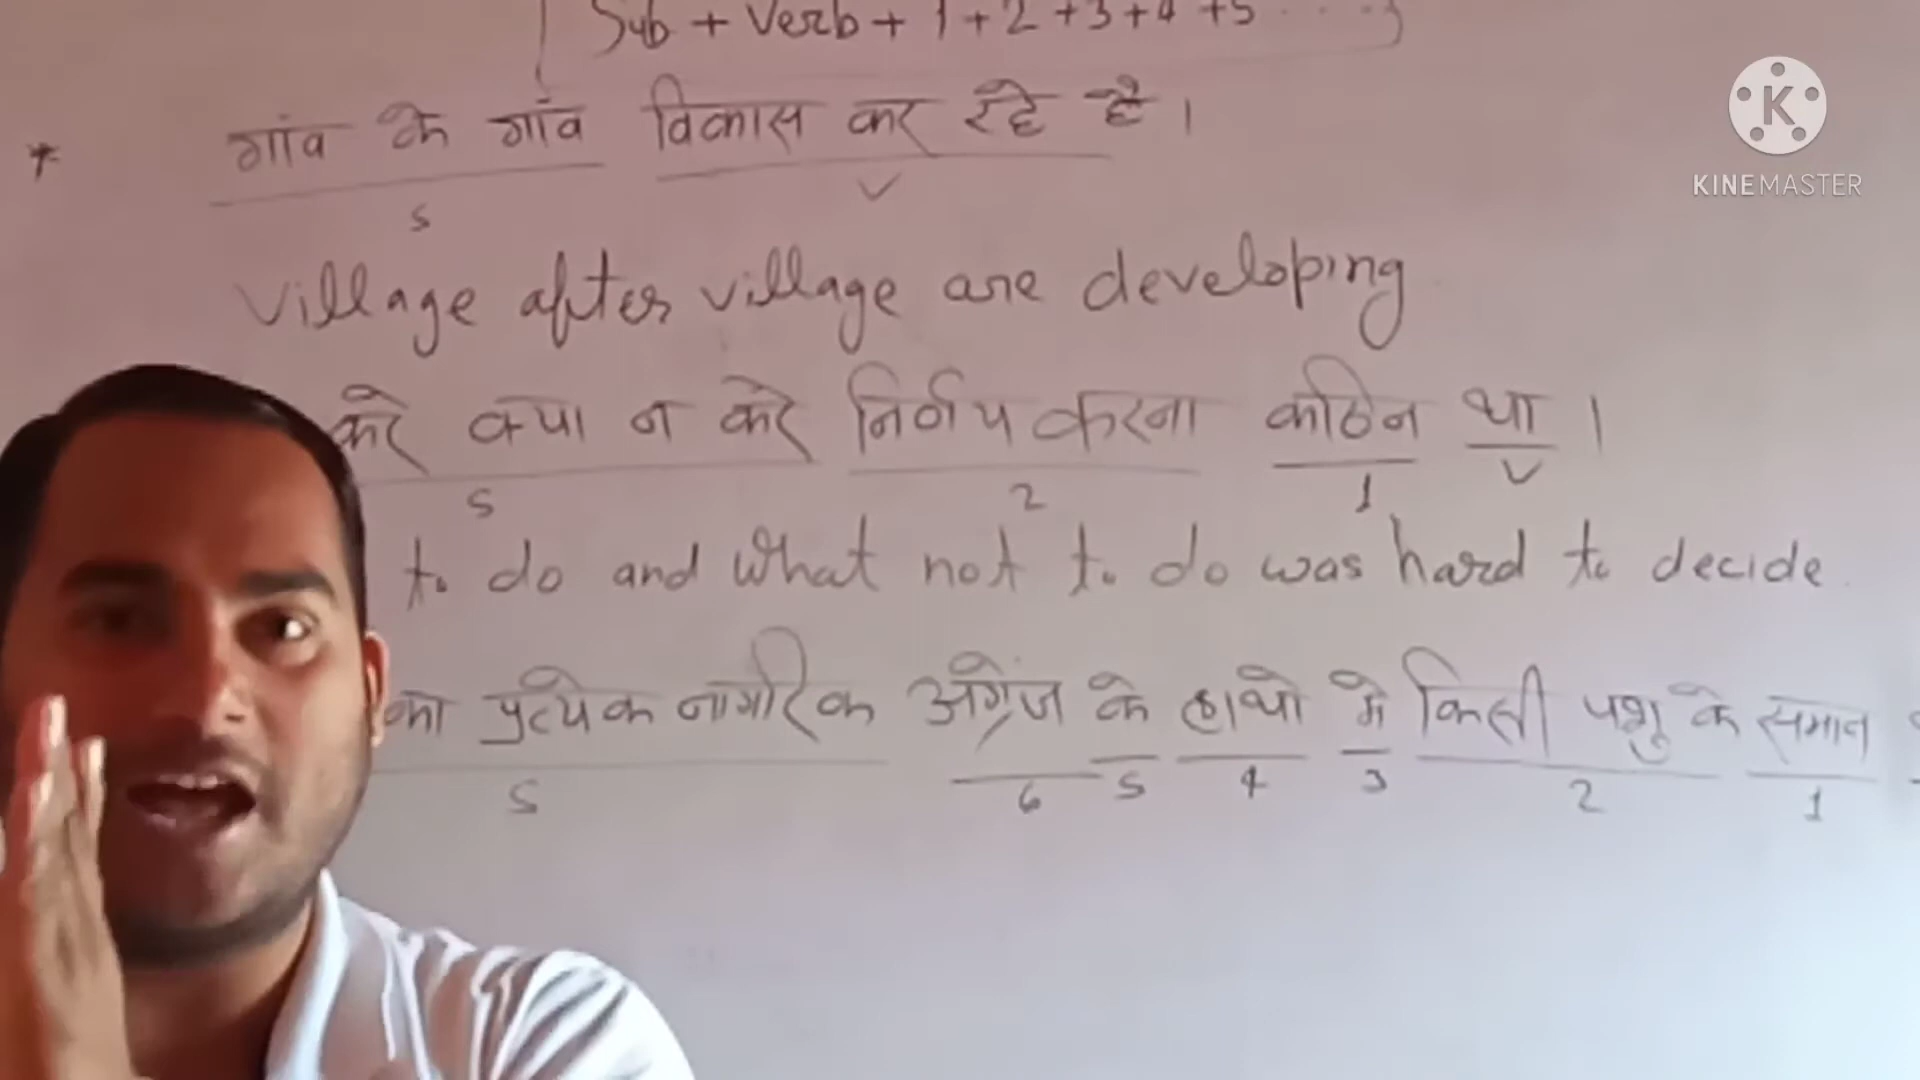 Sub + Verb + 1 + 2 + 3 + 4 + 5 ....
* गांव के गांव विकास कर रहे है ।
S V
Village after village are developing
करे क्या न करे निर्णय करना कठिन था ।
S 2 1 V
to do and what not to do was hard to decide
का प्रत्येक नागरिक अंग्रेज के हाथो मे किसी पशु के समान
S 6 5 4 3 2 1
K
KINEMASTER